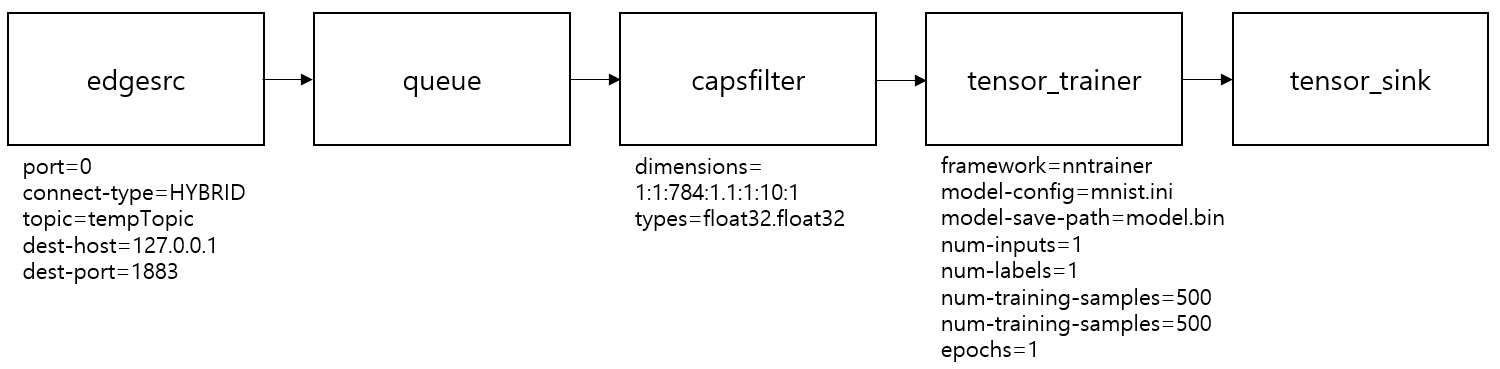 edgesrc
queue
capsfilter
tensor_trainer
tensor_sink
port=0
connect-type=HYBRID
topic=tempTopic
dest-host=127.0.0.1
dest-port=1883
dimensions=
1:1:784:1.1:1:10:1
types=float32.float32
framework=nntrainer
model-config=mnist.ini
model-save-path=model.bin
num-inputs=1
num-labels=1
num-training-samples=500
num-training-samples=500
epochs=1